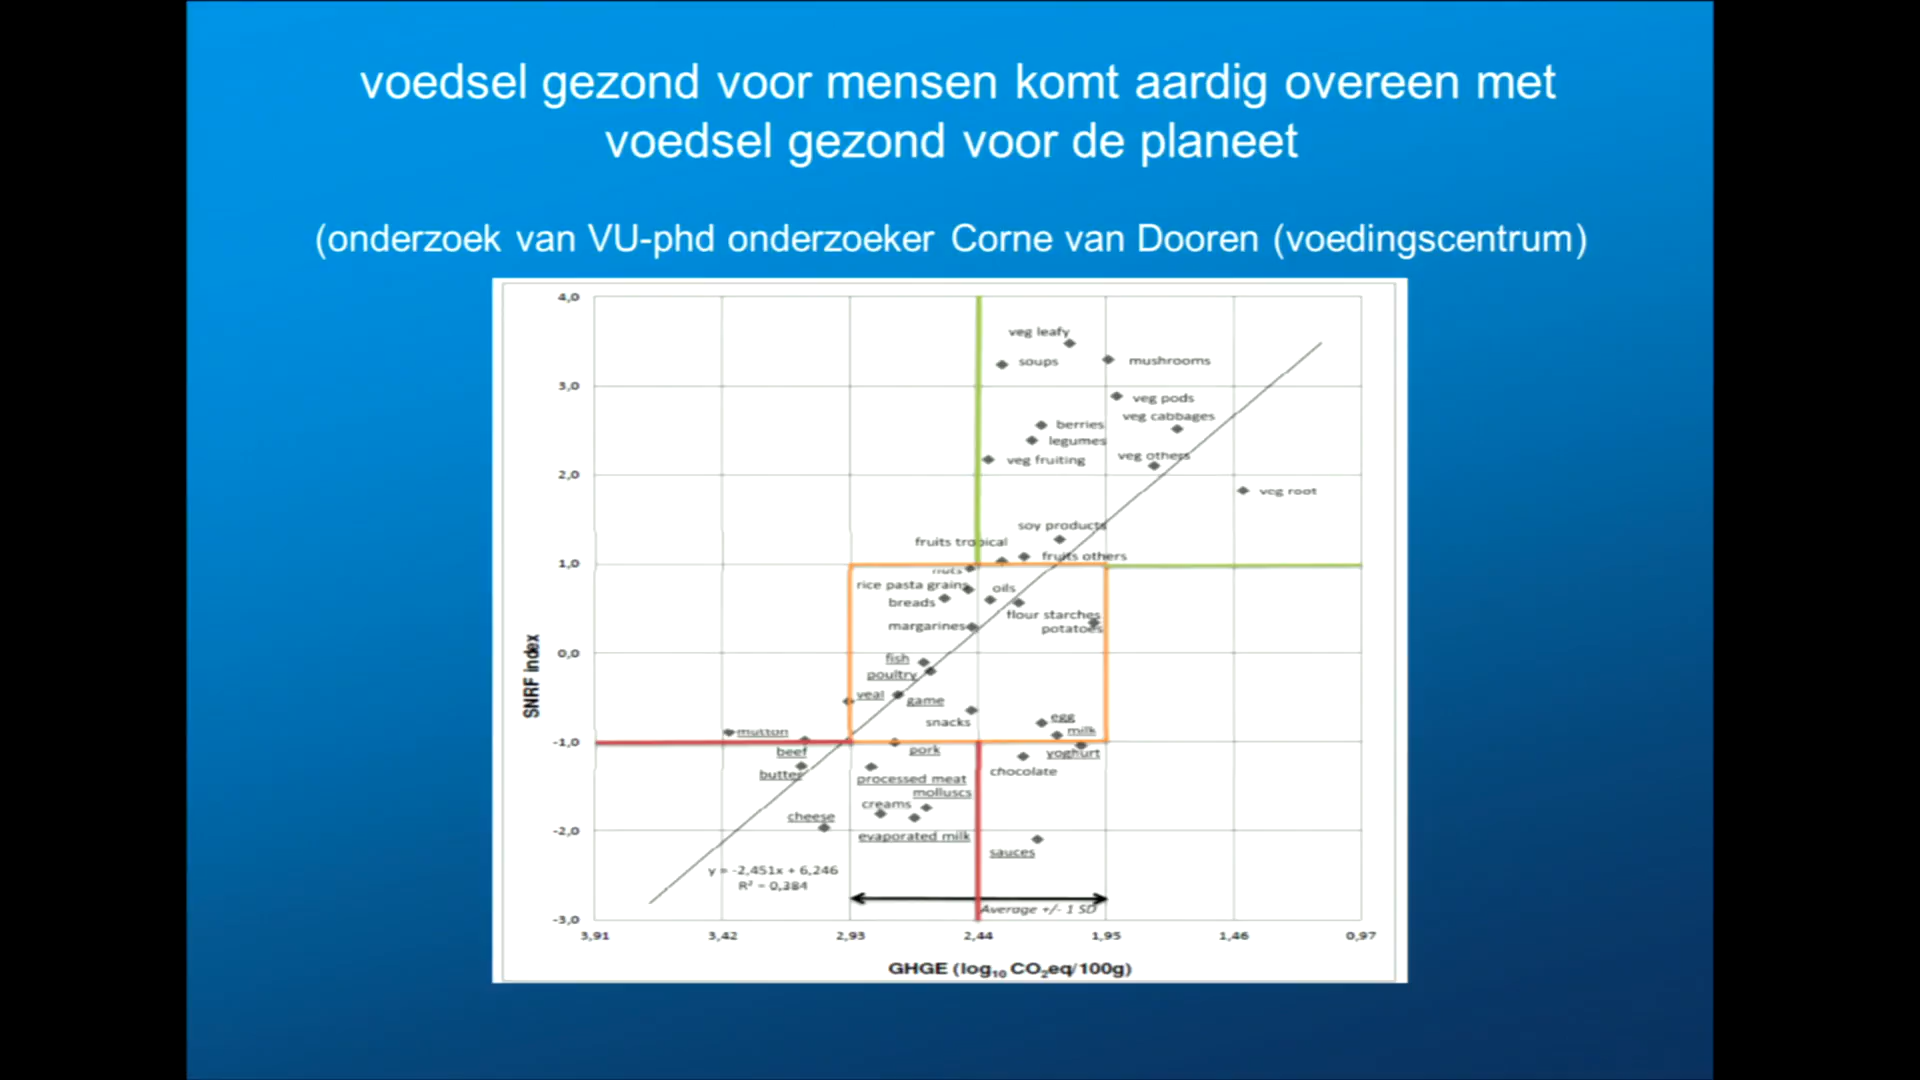 voedsel gezond voor mensen komt aardig overeen met
voedsel gezond voor de planeet
(onderzoek van VU-phd onderzoeker Corne van Dooren (voedingscentrum)
4,0
veg leafy
soups
mushrooms
3,0
veg pods
veg cabbages
berries
legumes
veg fruiting
veg others
2,0
veg root
soy products
fruits tropical
fruits others
1,0
nuts
rice pasta grains
oils
breads
flour starches
margarines
potatoes
0,0
fish
poultry
veal
game
snacks
egg
milk
mutton
-1,0
beef
pork
yoghurt
butter
chocolate
processed meat
molluscs
creams
cheese
-2,0
evaporated milk
sauces
y = -2,451x + 6,246
R² = 0,384
Average +/- 1 SD
-3,0
3,91 3,42 2,93 2,44 1,95 1,46 0,97
SNRF index
GHGE (log₁₀ CO₂eq/100g)